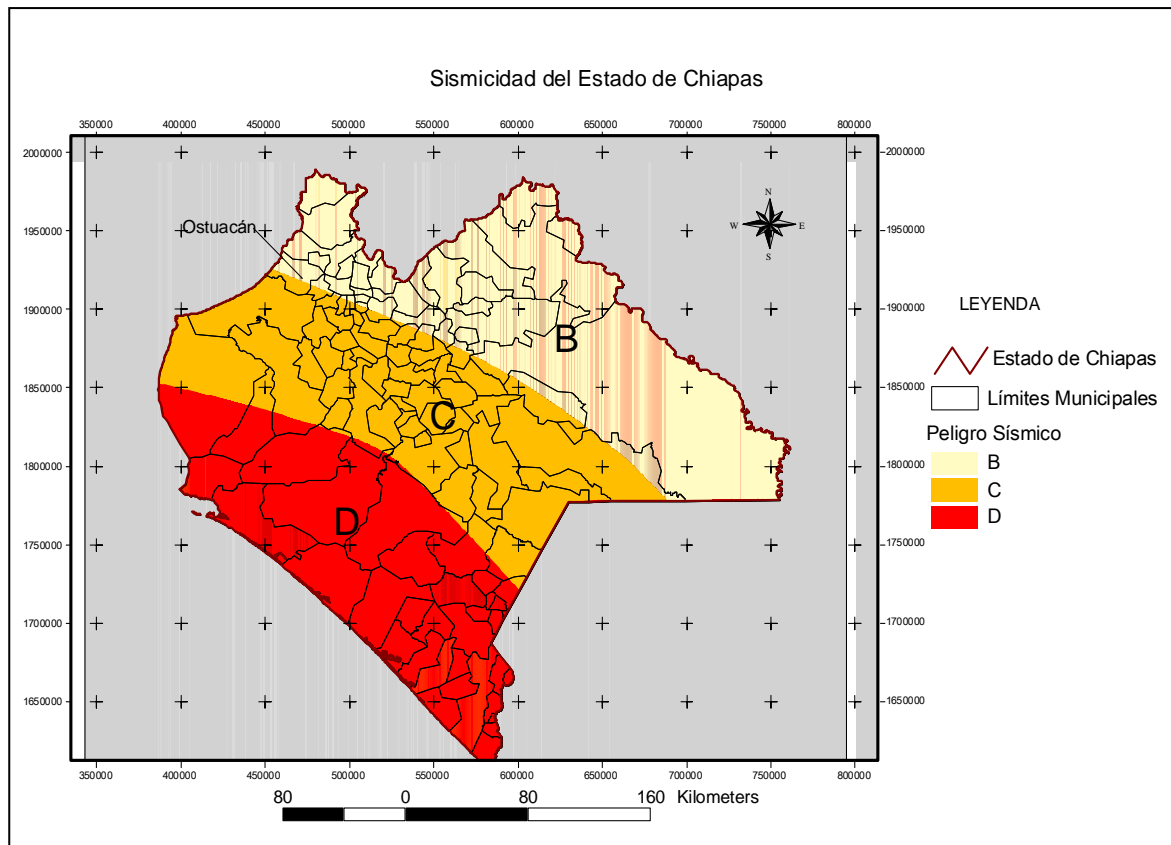 Sismicidad del Estado de Chiapas
350000 400000 450000 500000 550000 600000 650000 700000 750000 800000
2000000 2000000
N
Ostuacán
W E
1950000 1950000
S
1900000 1900000
LEYENDA
B
Estado de Chiapas
1850000 1850000
Límites Municipales
C
Peligro Sísmico
B
1800000 1800000
C
D
D
1750000 1750000
1700000 1700000
1650000 1650000
350000 400000 450000 500000 550000 600000 650000 700000 750000 800000
80 0 80 160 Kilometers